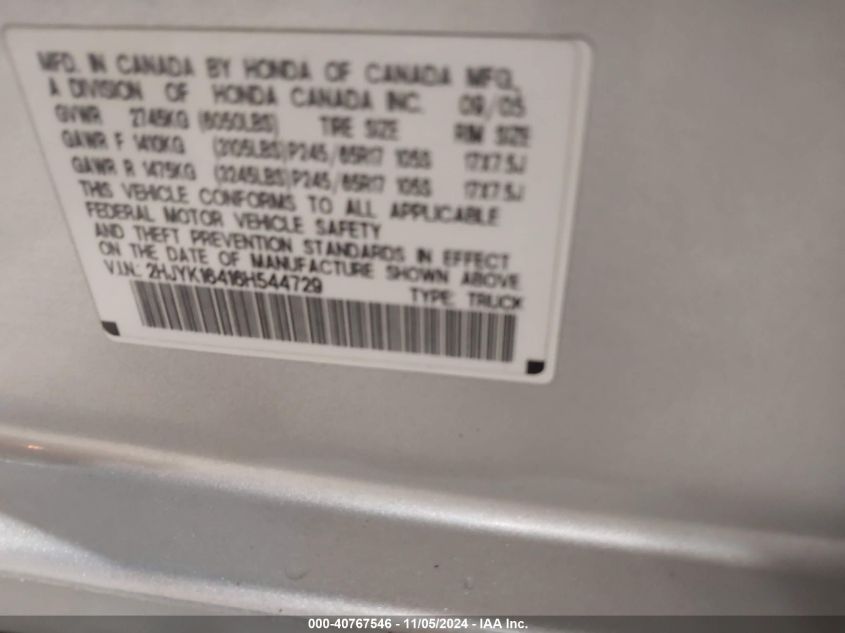 MFD. IN CANADA BY HONDA OF CANADA MFG.,
A DIVISION OF HONDA CANADA INC. 09/05
GVWR 2745KG (6050LBS) TIRE SIZE RIM SIZE
GAWR F 1410KG (3105LBS) P245/65R17 105S 17X7.5J
GAWR R 1475KG (3245LBS) P245/65R17 105S 17X7.5J
THIS VEHICLE CONFORMS TO ALL APPLICABLE
FEDERAL MOTOR VEHICLE SAFETY
AND THEFT PREVENTION STANDARDS IN EFFECT
ON THE DATE OF MANUFACTURE SHOWN ABOVE
V.I.N.: 2HJYK16416H544729 TYPE: TRUCK
000-40767546 - 11/05/2024 - IAA Inc.